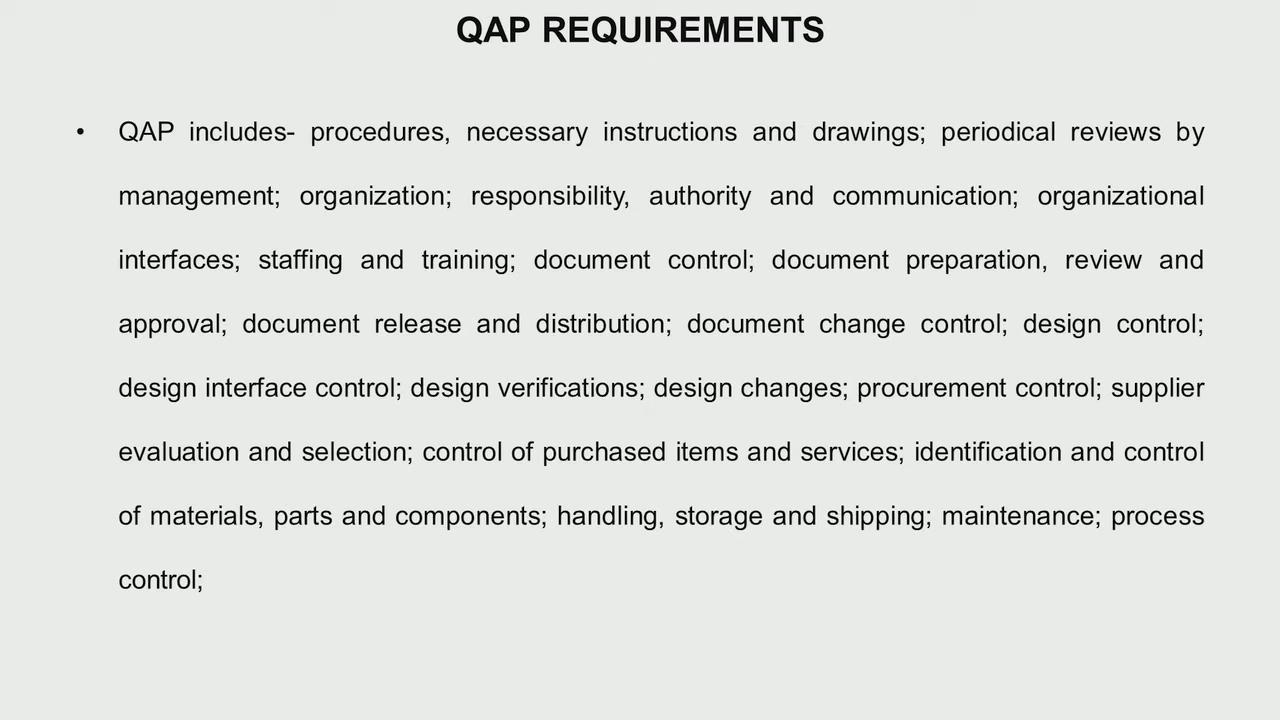 QAP REQUIREMENTS
• QAP includes- procedures, necessary instructions and drawings; periodical reviews by
management; organization; responsibility, authority and communication; organizational
interfaces; staffing and training; document control; document preparation, review and
approval; document release and distribution; document change control; design control;
design interface control; design verifications; design changes; procurement control; supplier
evaluation and selection; control of purchased items and services; identification and control
of materials, parts and components; handling, storage and shipping; maintenance; process
control;